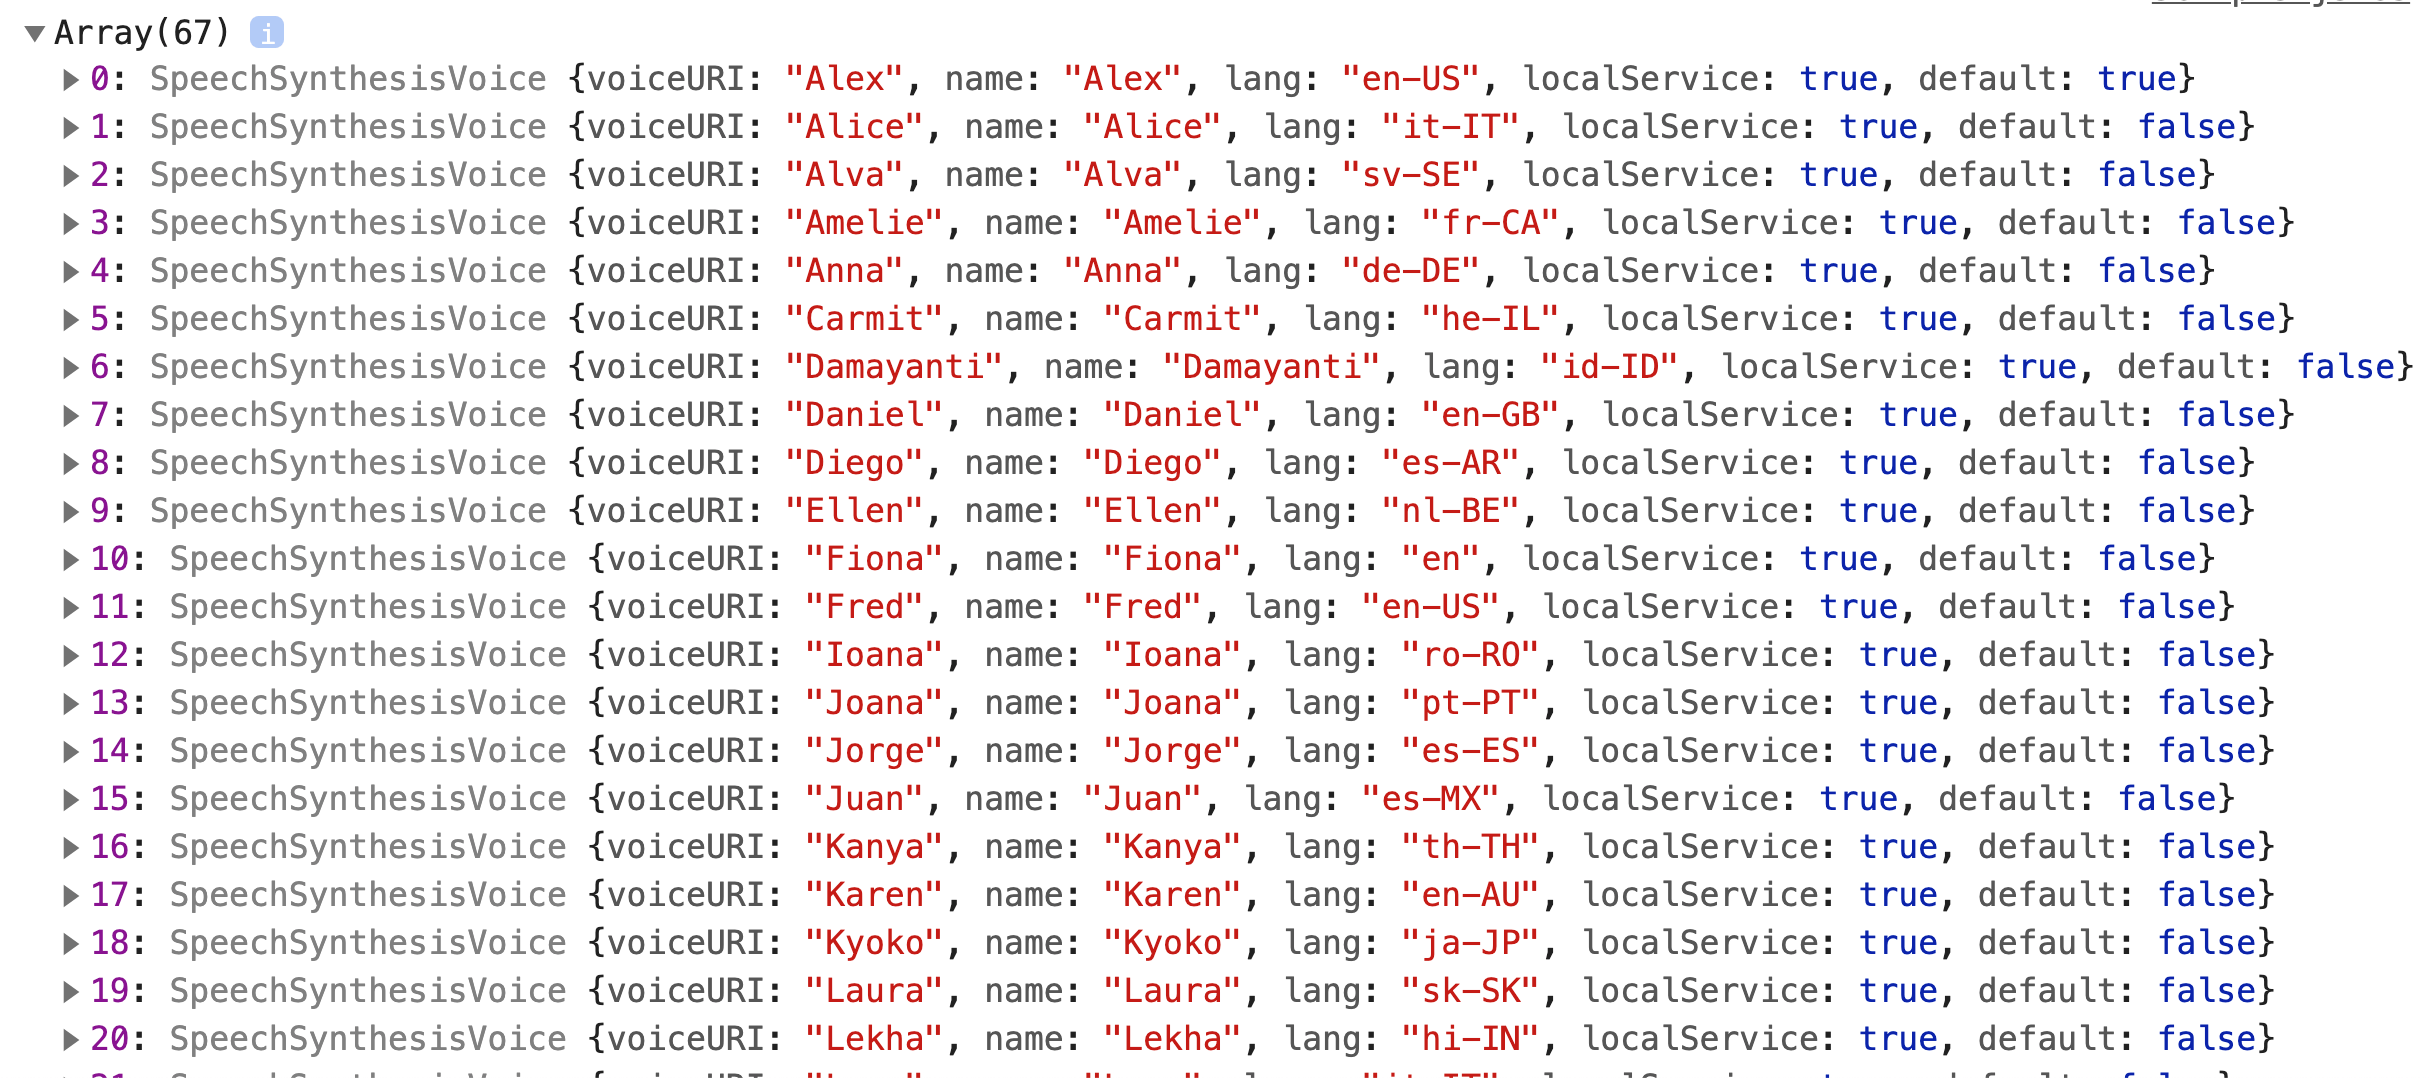 Array(67) i
0: SpeechSynthesisVoice {voiceURI: "Alex", name: "Alex", lang: "en-US", localService: true, default: true}
1: SpeechSynthesisVoice {voiceURI: "Alice", name: "Alice", lang: "it-IT", localService: true, default: false}
2: SpeechSynthesisVoice {voiceURI: "Alva", name: "Alva", lang: "sv-SE", localService: true, default: false}
3: SpeechSynthesisVoice {voiceURI: "Amelie", name: "Amelie", lang: "fr-CA", localService: true, default: false}
4: SpeechSynthesisVoice {voiceURI: "Anna", name: "Anna", lang: "de-DE", localService: true, default: false}
5: SpeechSynthesisVoice {voiceURI: "Carmit", name: "Carmit", lang: "he-IL", localService: true, default: false}
6: SpeechSynthesisVoice {voiceURI: "Damayanti", name: "Damayanti", lang: "id-ID", localService: true, default: false}
7: SpeechSynthesisVoice {voiceURI: "Daniel", name: "Daniel", lang: "en-GB", localService: true, default: false}
8: SpeechSynthesisVoice {voiceURI: "Diego", name: "Diego", lang: "es-AR", localService: true, default: false}
9: SpeechSynthesisVoice {voiceURI: "Ellen", name: "Ellen", lang: "nl-BE", localService: true, default: false}
10: SpeechSynthesisVoice {voiceURI: "Fiona", name: "Fiona", lang: "en", localService: true, default: false}
11: SpeechSynthesisVoice {voiceURI: "Fred", name: "Fred", lang: "en-US", localService: true, default: false}
12: SpeechSynthesisVoice {voiceURI: "Ioana", name: "Ioana", lang: "ro-RO", localService: true, default: false}
13: SpeechSynthesisVoice {voiceURI: "Joana", name: "Joana", lang: "pt-PT", localService: true, default: false}
14: SpeechSynthesisVoice {voiceURI: "Jorge", name: "Jorge", lang: "es-ES", localService: true, default: false}
15: SpeechSynthesisVoice {voiceURI: "Juan", name: "Juan", lang: "es-MX", localService: true, default: false}
16: SpeechSynthesisVoice {voiceURI: "Kanya", name: "Kanya", lang: "th-TH", localService: true, default: false}
17: SpeechSynthesisVoice {voiceURI: "Karen", name: "Karen", lang: "en-AU", localService: true, default: false}
18: SpeechSynthesisVoice {voiceURI: "Kyoko", name: "Kyoko", lang: "ja-JP", localService: true, default: false}
19: SpeechSynthesisVoice {voiceURI: "Laura", name: "Laura", lang: "sk-SK", localService: true, default: false}
20: SpeechSynthesisVoice {voiceURI: "Lekha", name: "Lekha", lang: "hi-IN", localService: true, default: false}